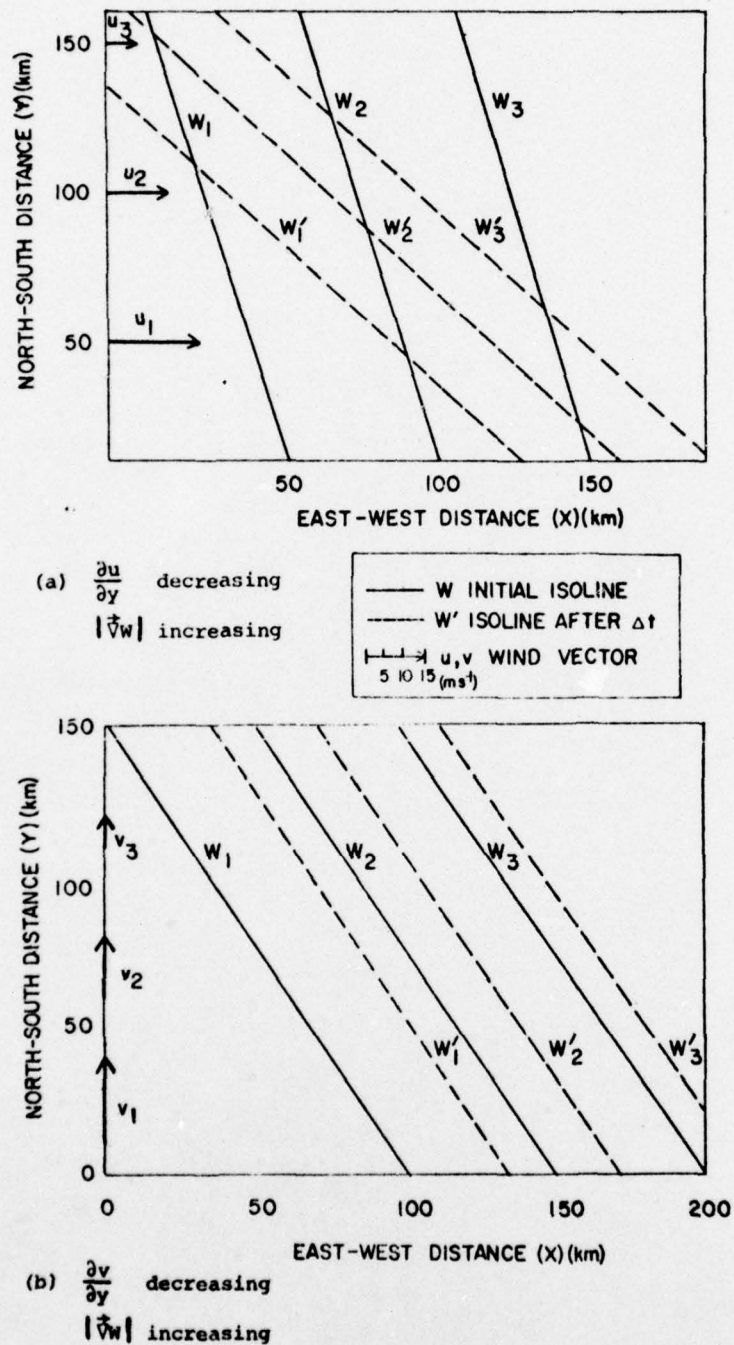 NORTH-SOUTH DISTANCE (Y)(km)
150
100
50
u3
u2
u1
W1
W2
W3
W1′
W2′
W3′
50 100 150
EAST-WEST DISTANCE (X)(km)
(a) ∂u/∂y decreasing
|∇⃗W| increasing
W INITIAL ISOLINE
W' ISOLINE AFTER Δt
u,v WIND VECTOR
5 10 15 (ms⁻¹)
NORTH-SOUTH DISTANCE (Y)(km)
150
100
50
0
v3
v2
v1
W1
W2
W3
W1′
W2′
W3′
0 50 100 150 200
EAST-WEST DISTANCE (X)(km)
(b) ∂v/∂y decreasing
|∇⃗W| increasing